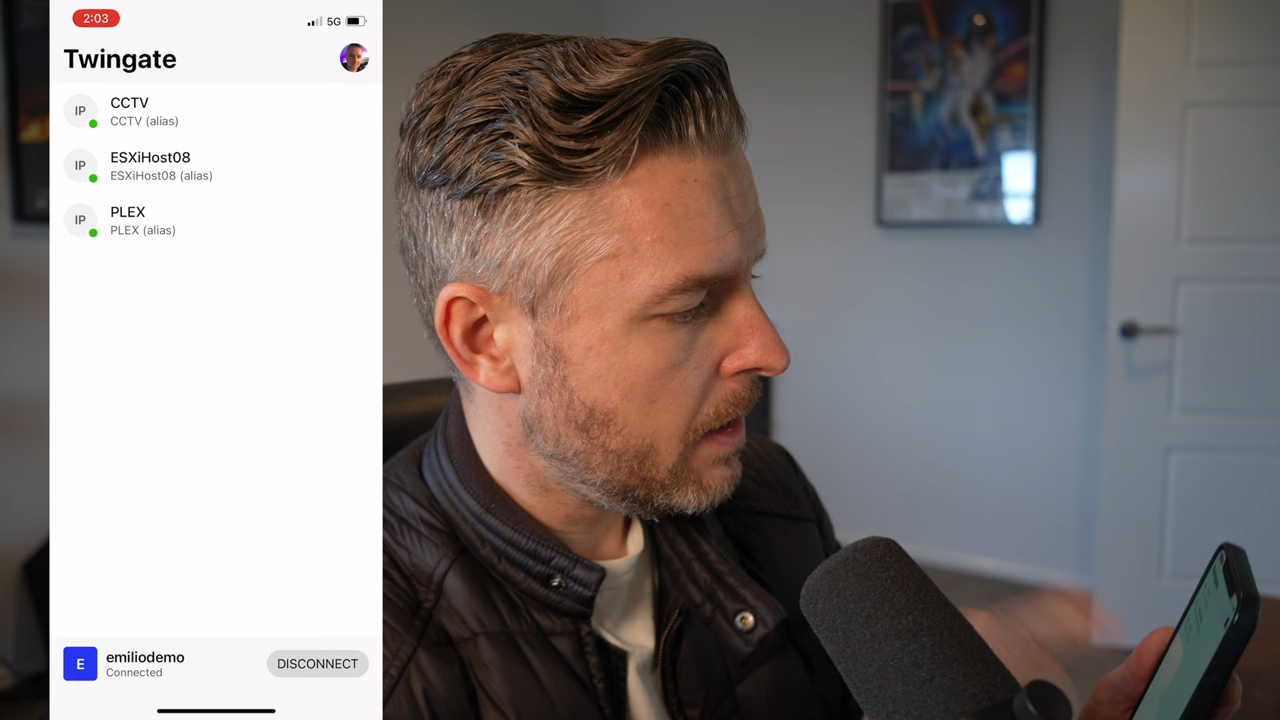 2:03
5G
Twingate
IP
CCTV
CCTV (alias)
IP
ESXiHost08
ESXiHost08 (alias)
IP
PLEX
PLEX (alias)
E
emiliodemo
Connected
DISCONNECT